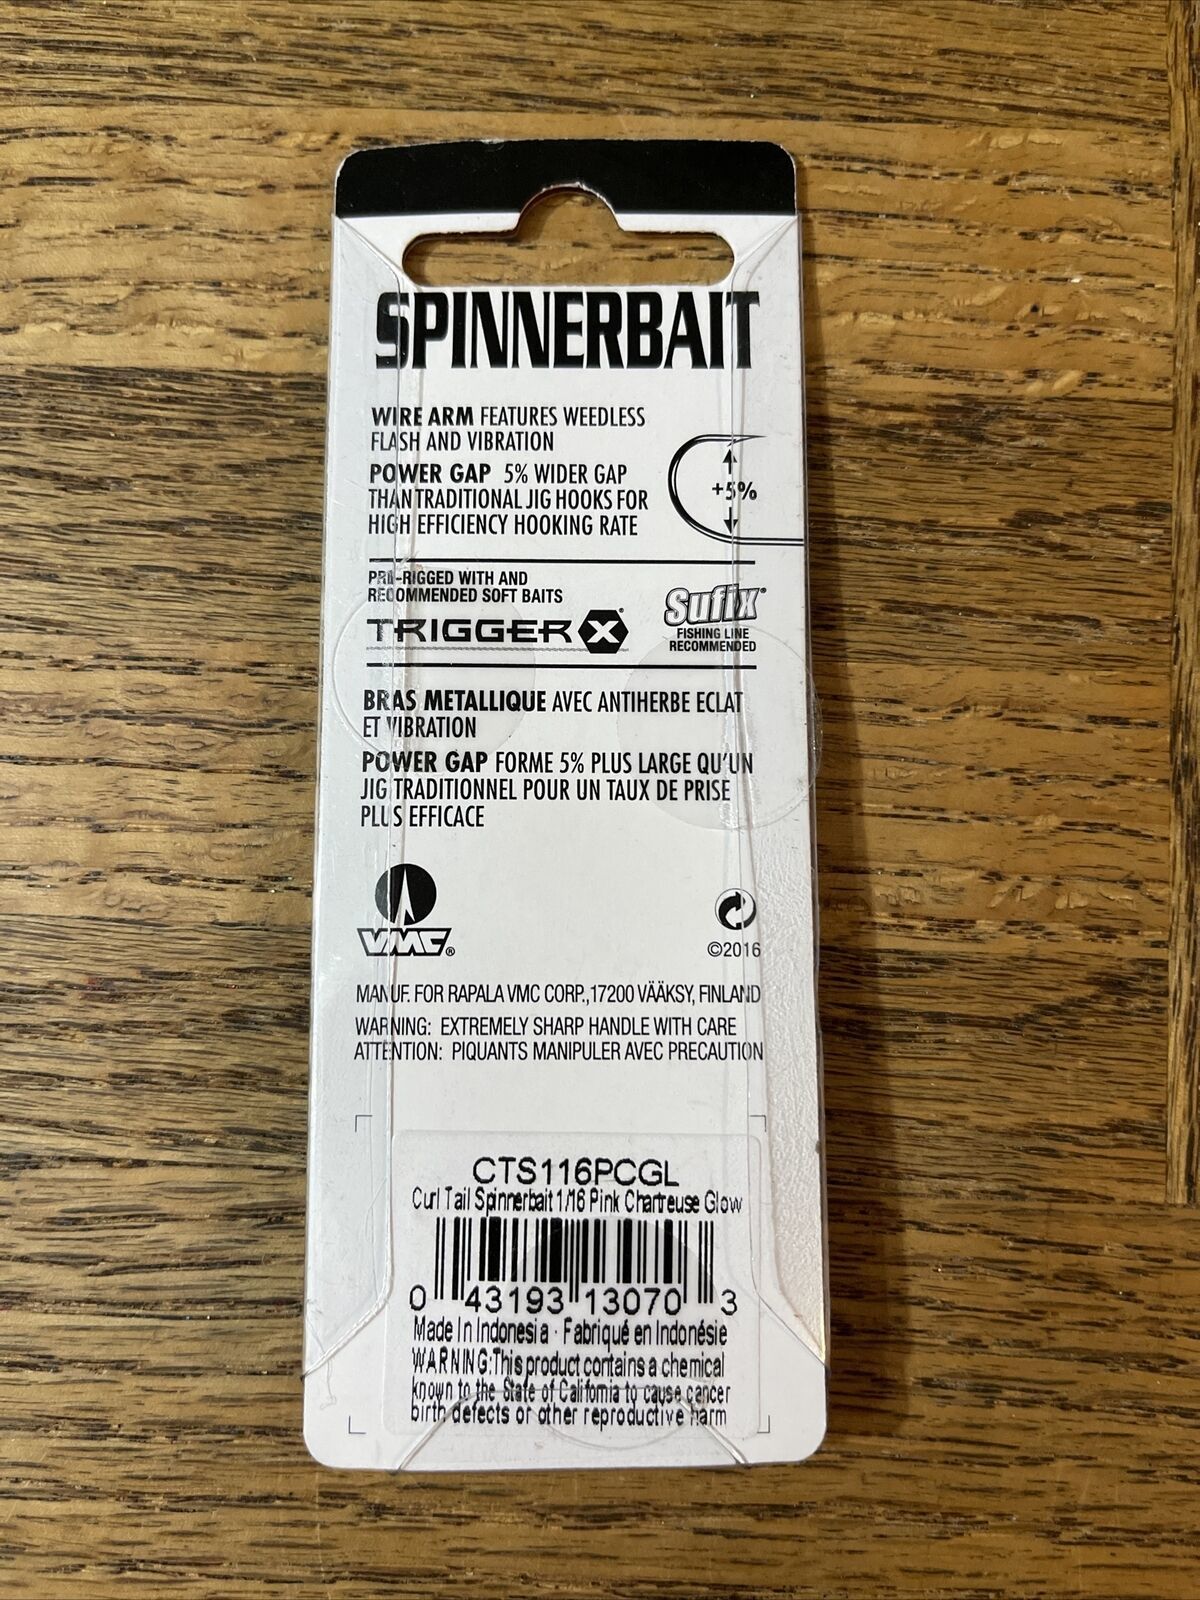 SPINNERBAIT
WIRE ARM FEATURES WEEDLESS
FLASH AND VIBRATION
POWER GAP 5% WIDER GAP
THAN TRADITIONAL JIG HOOKS FOR
HIGH EFFICIENCY HOOKING RATE
+5%
PRE-RIGGED WITH AND
RECOMMENDED SOFT BAITS
TRIGGER X®
Sufix®
FISHING LINE
RECOMMENDED
BRAS METALLIQUE AVEC ANTIHERBE ECLAT
ET VIBRATION
POWER GAP FORME 5% PLUS LARGE QU'UN
JIG TRADITIONNEL POUR UN TAUX DE PRISE
PLUS EFFICACE
VMC®
©2016
MANUF. FOR RAPALA VMC CORP., 17200 VÄÄKSY, FINLAND
WARNING: EXTREMELY SHARP HANDLE WITH CARE
ATTENTION: PIQUANTS MANIPULER AVEC PRECAUTION
CTS116PCGL
Curl Tail Spinnerbait 1/16 Pink Chartreuse Glow
0 43193 13070 3
Made In Indonesia · Fabriqué en Indonésie
WARNING:This product contains a chemical
known to the State of California to cause cancer
birth defects or other reproductive harm